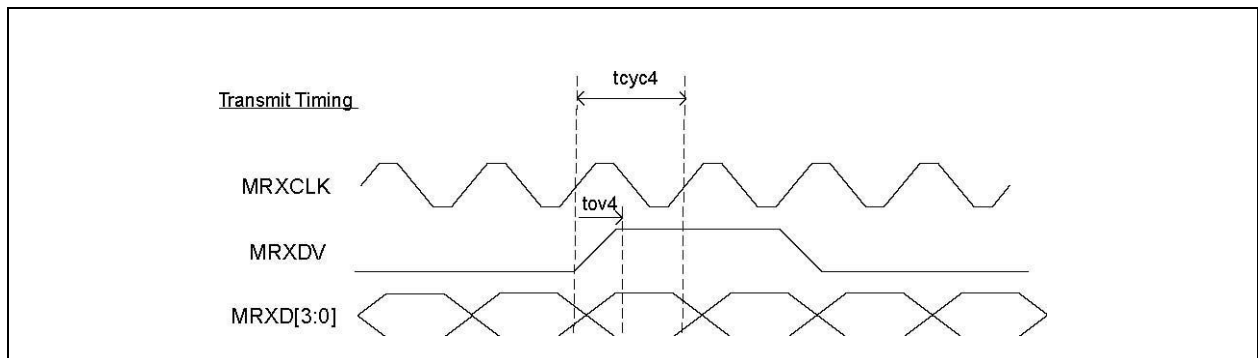 tcyc4
Transmit Timing
MRXCLK
tov4
MRXDV
MRXD[3:0]